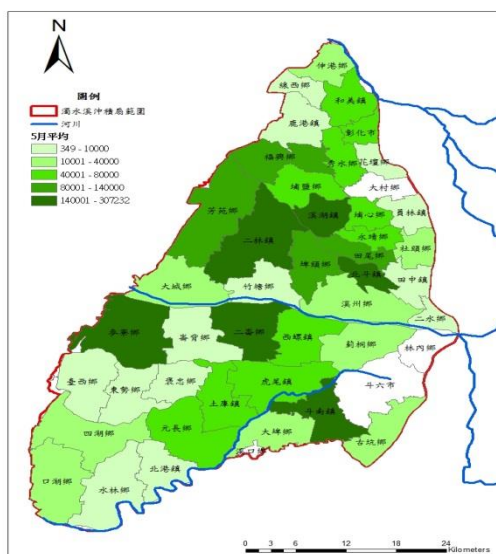 N
圖例
濁水溪沖積扇範圍
河川
5月平均
349 - 10000
10001 - 40000
40001 - 80000
80001 - 140000
140001 - 307232
伸港鄉
線西鄉
和美鎮
鹿港鎮
彰化市
福興鄉
秀水鄉
花壇鄉
埔鹽鄉
大村鄉
芳苑鄉
溪湖鎮
埔心鄉
員林鎮
二林鎮
永靖鄉
社頭鄉
埤頭鄉
田尾鄉
北斗鎮
田中鎮
大城鄉
竹塘鄉
溪州鄉
二水鄉
麥寮鄉
崙背鄉
二崙鄉
西螺鎮
莿桐鄉
林內鄉
臺西鄉
東勢鄉
褒忠鄉
虎尾鎮
斗六市
土庫鎮
斗南鎮
四湖鄉
元長鄉
大埤鄉
古坑鄉
口湖鄉
水林鄉
北港鎮
0 3 6 12 18 24
Kilometers